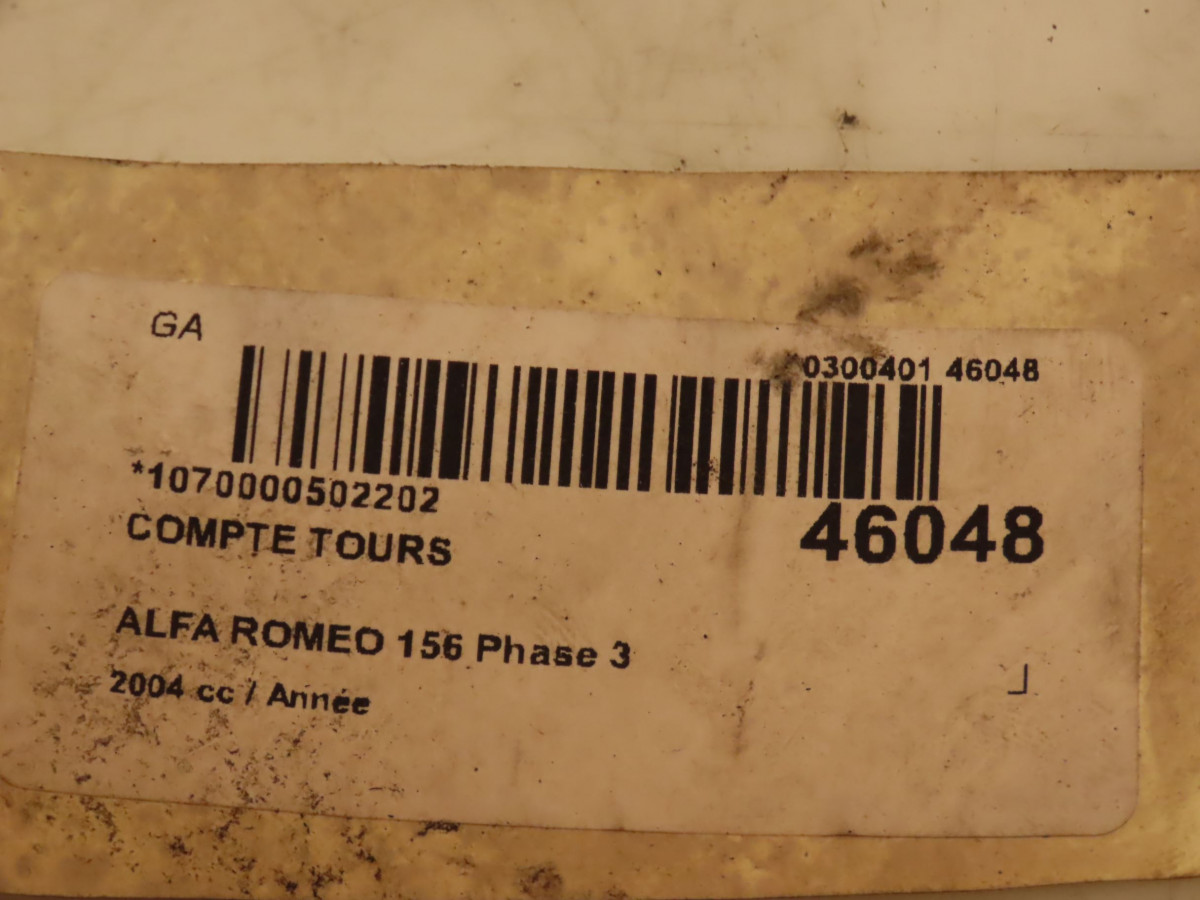 GA
0300401 46048
*1070000502202
46048
COMPTE TOURS
ALFA ROMEO 156 Phase 3
2004 cc / Année